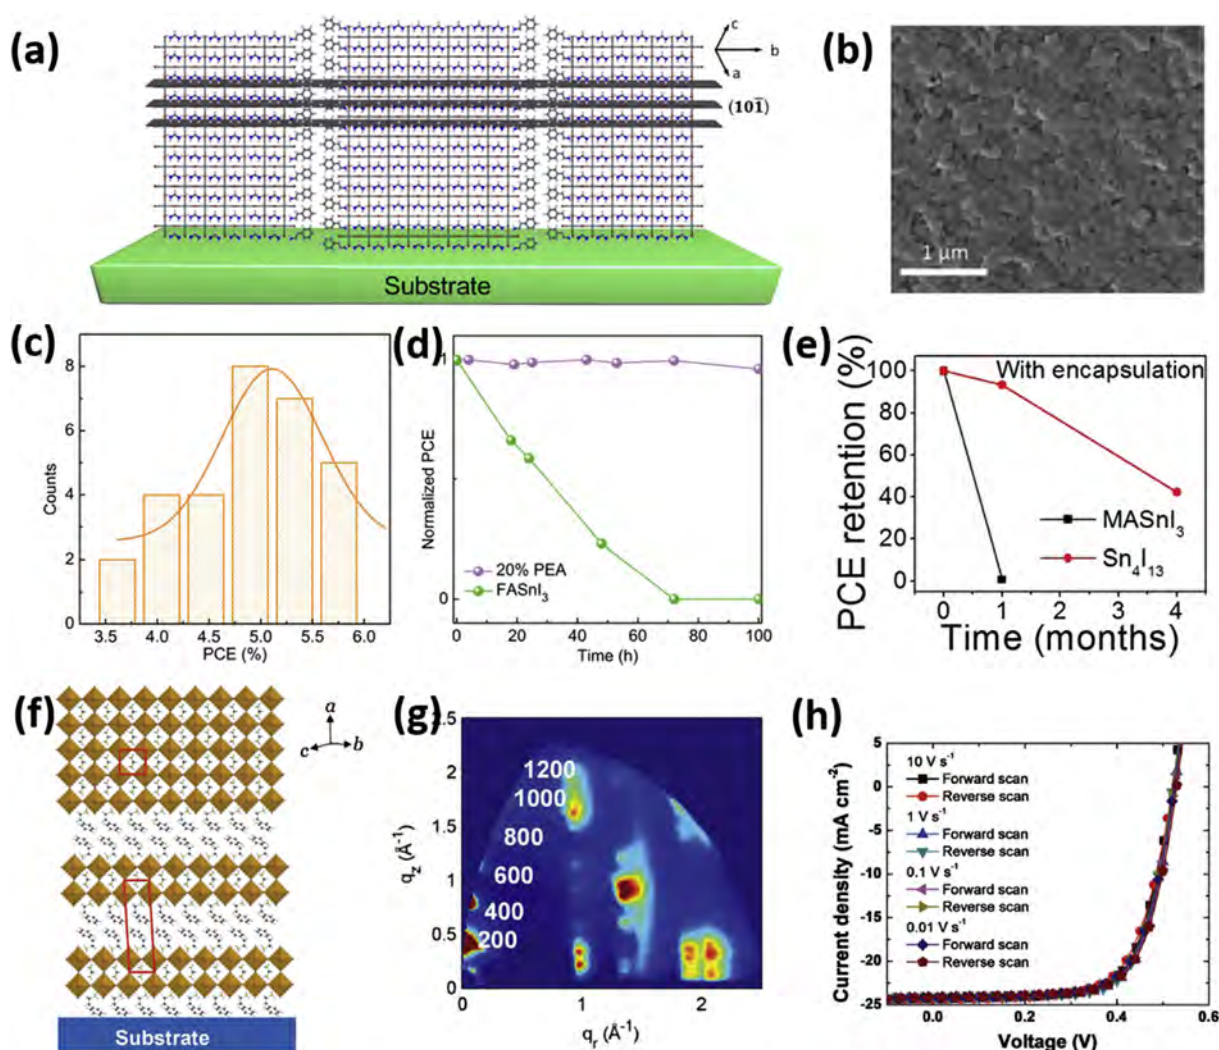 (a)
c
b
a
(101̄)
Substrate
(b)
1 μm
(c)
8
6
4
2
0
Counts
3.5 4.0 4.5 5.0 5.5 6.0
PCE (%)
(d)
1
0
Normalized PCE
20% PEA
FASnI₃
0 20 40 60 80 100
Time (h)
(e)
With encapsulation
PCE retention (%)
100
80
60
40
20
0
MASnI₃
Sn₄I₁₃
0 1 2 3 4
Time (months)
(f)
a
c
b
Substrate
(g)
2.5
2
1.5
1
0.5
0
q_z (Å⁻¹)
1200
1000
800
600
400
200
0 1 2
q_r (Å⁻¹)
(h)
Current density (mA cm⁻²)
5
0
-5
-10
-15
-20
-25
10 V s⁻¹
Forward scan
Reverse scan
1 V s⁻¹
Forward scan
Reverse scan
0.1 V s⁻¹
Forward scan
Reverse scan
0.01 V s⁻¹
Forward scan
Reverse scan
0.0 0.2 0.4 0.6
Voltage (V)